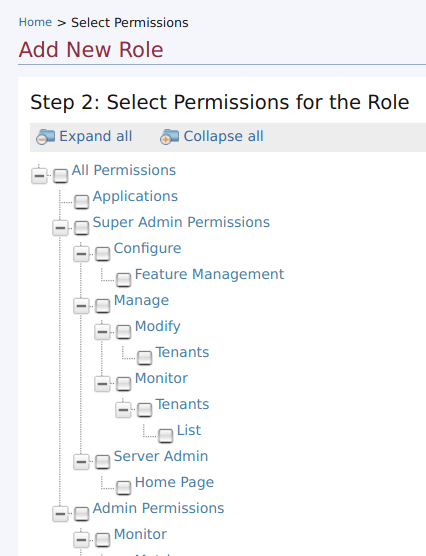 Home > Select Permissions
Add New Role
Step 2: Select Permissions for the Role
Expand all Collapse all
All Permissions
Applications
Super Admin Permissions
Configure
Feature Management
Manage
Modify
Tenants
Monitor
Tenants
List
Server Admin
Home Page
Admin Permissions
Monitor